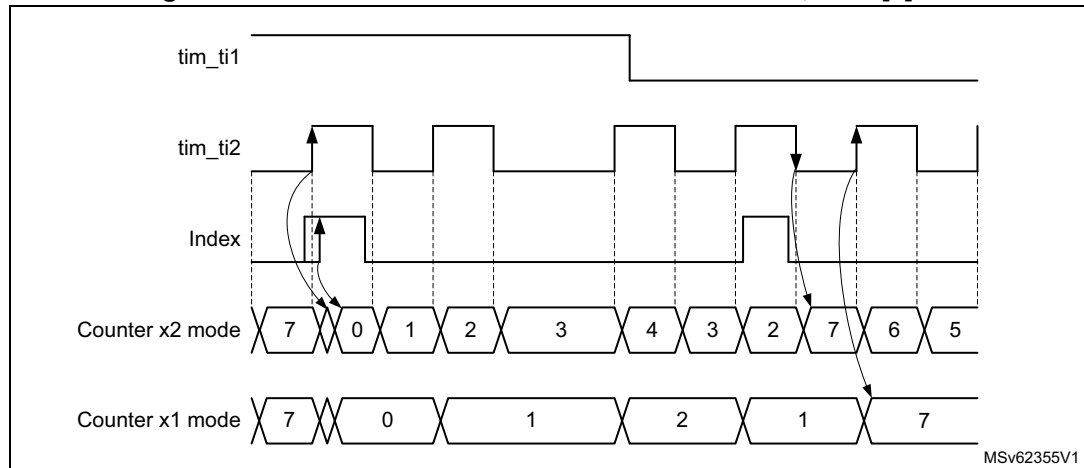 tim_ti1
tim_ti2
Index
Counter x2 mode 7 0 1 2 3 4 3 2 7 6 5
Counter x1 mode 7 0 1 2 1 7
MSv62355V1